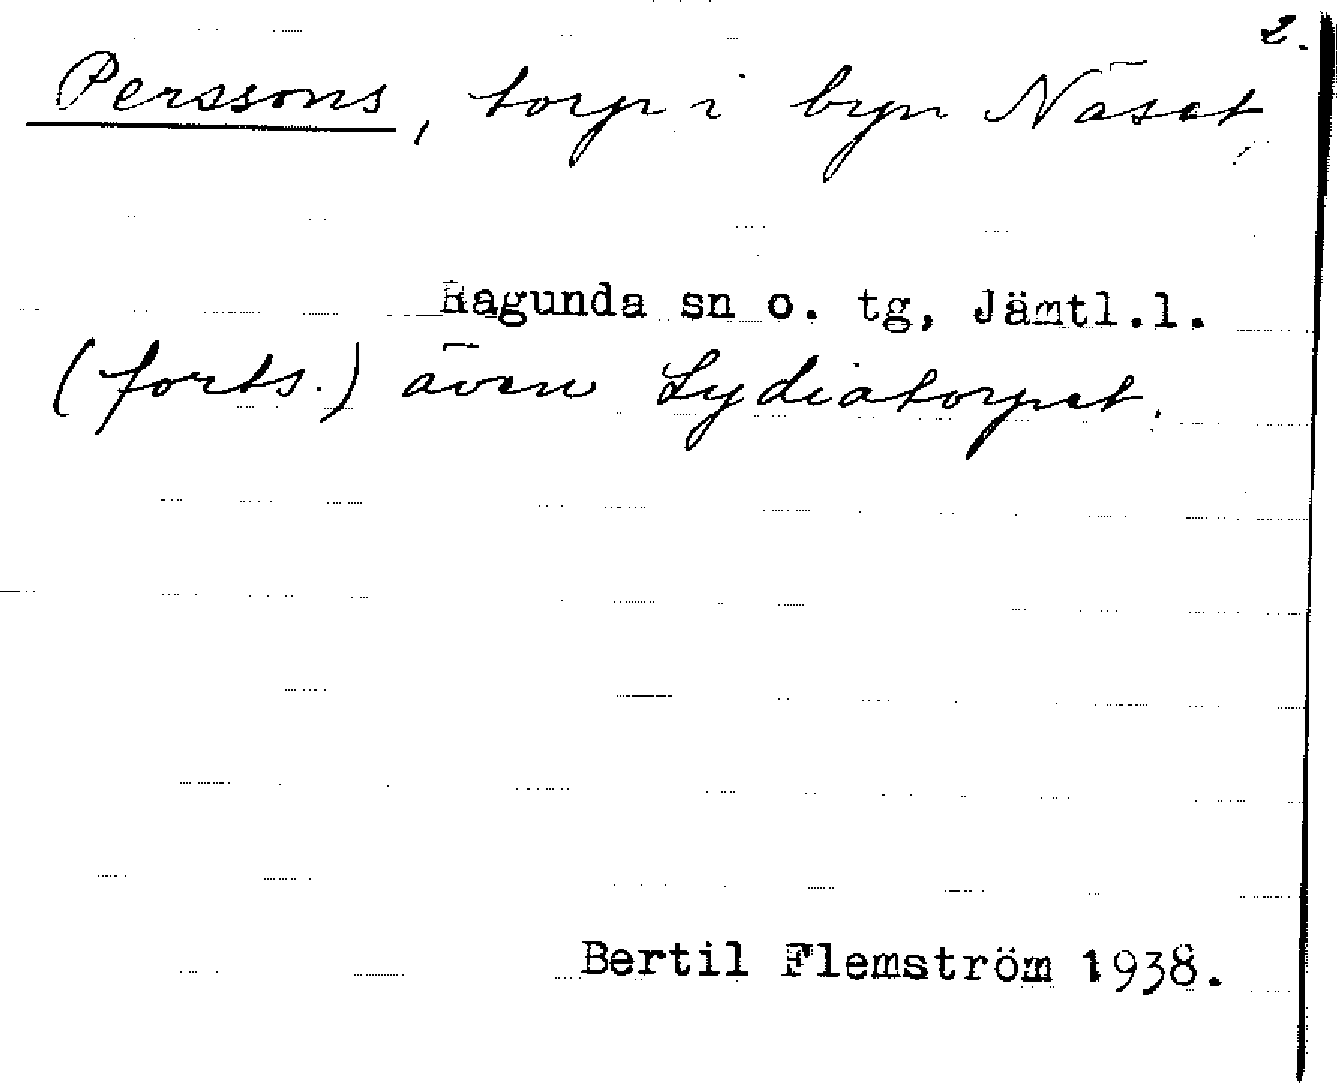 2.
Perssons, torp i byn Näset,
Ragunda sn o. tg, Jämtl.l.
(forts.) även Lydiatorpet.
Bertil Flemström 1938.